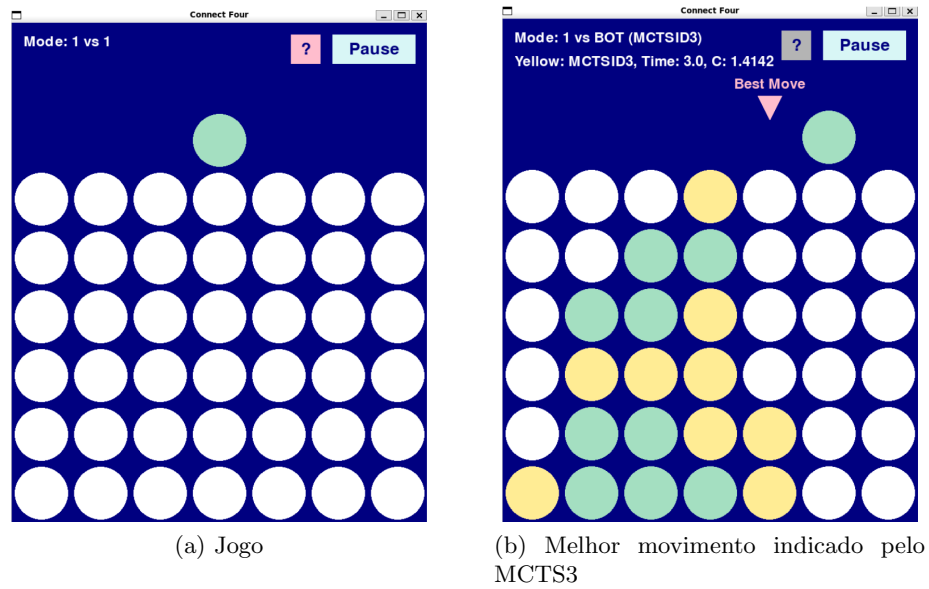 Connect Four
Mode: 1 vs 1
?
Pause
(a) Jogo
Connect Four
Mode: 1 vs BOT (MCTSID3)
?
Pause
Yellow: MCTSID3, Time: 3.0, C: 1.4142
Best Move
(b) Melhor movimento indicado pelo
MCTS3